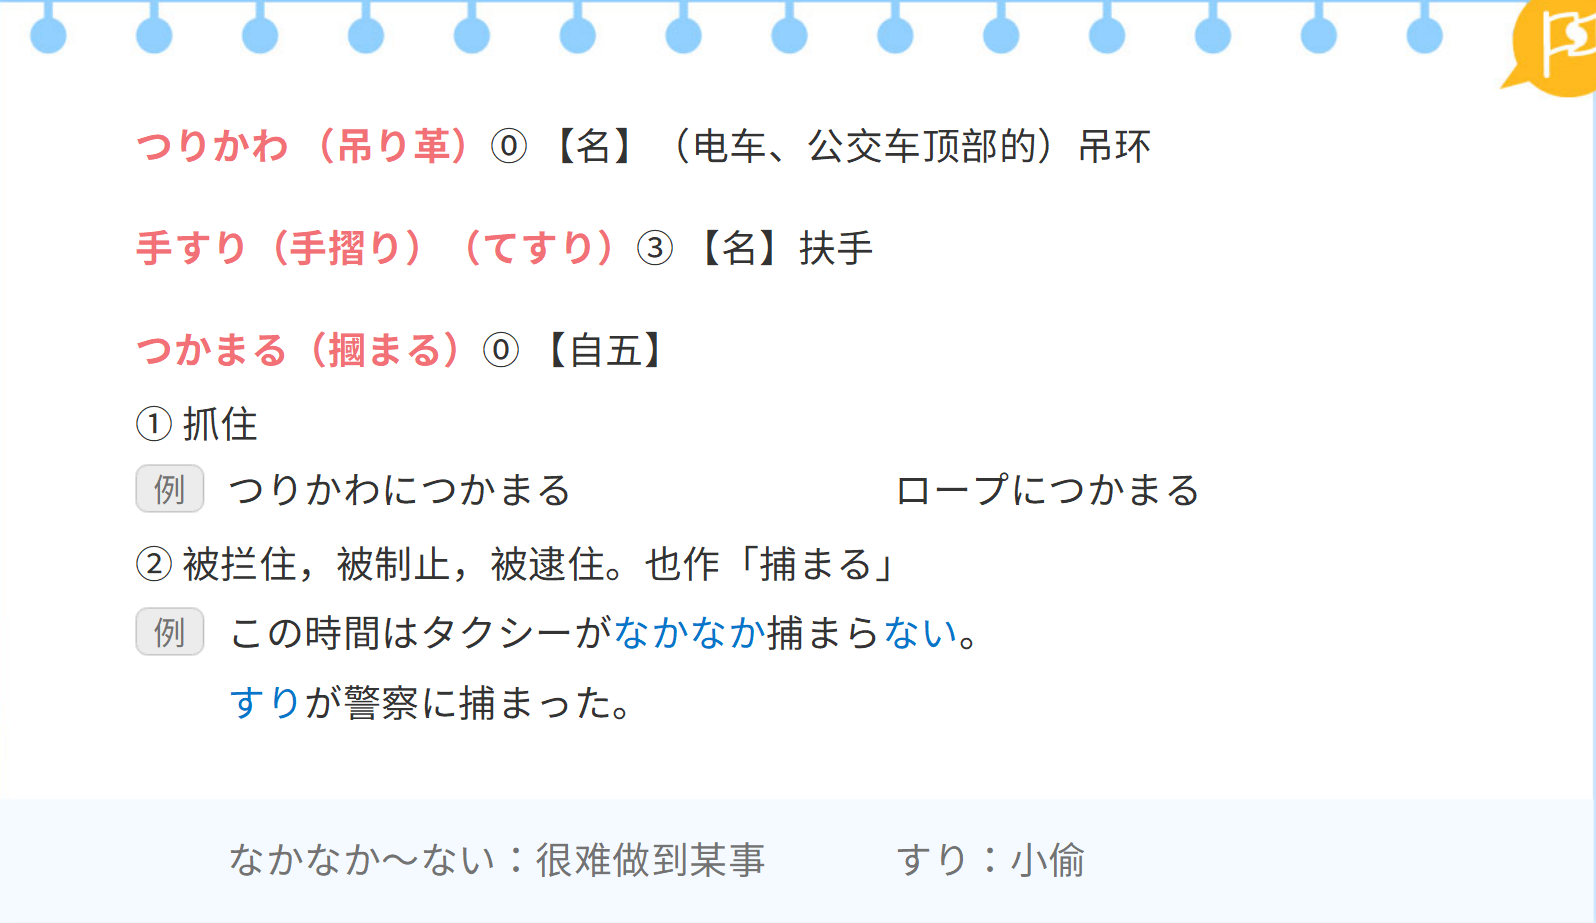 つりかわ（吊り革）⓪ 【名】（电车、公交车顶部的）吊环
手すり（手摺り）（てすり）③ 【名】扶手
つかまる（摑まる）⓪ 【自五】
① 抓住
例 つりかわにつかまる ロープにつかまる
② 被拦住，被制止，被逮住。也作「捕まる」
例 この時間はタクシーがなかなか捕まらない。
すりが警察に捕まった。
なかなか～ない：很难做到某事 すり：小偷